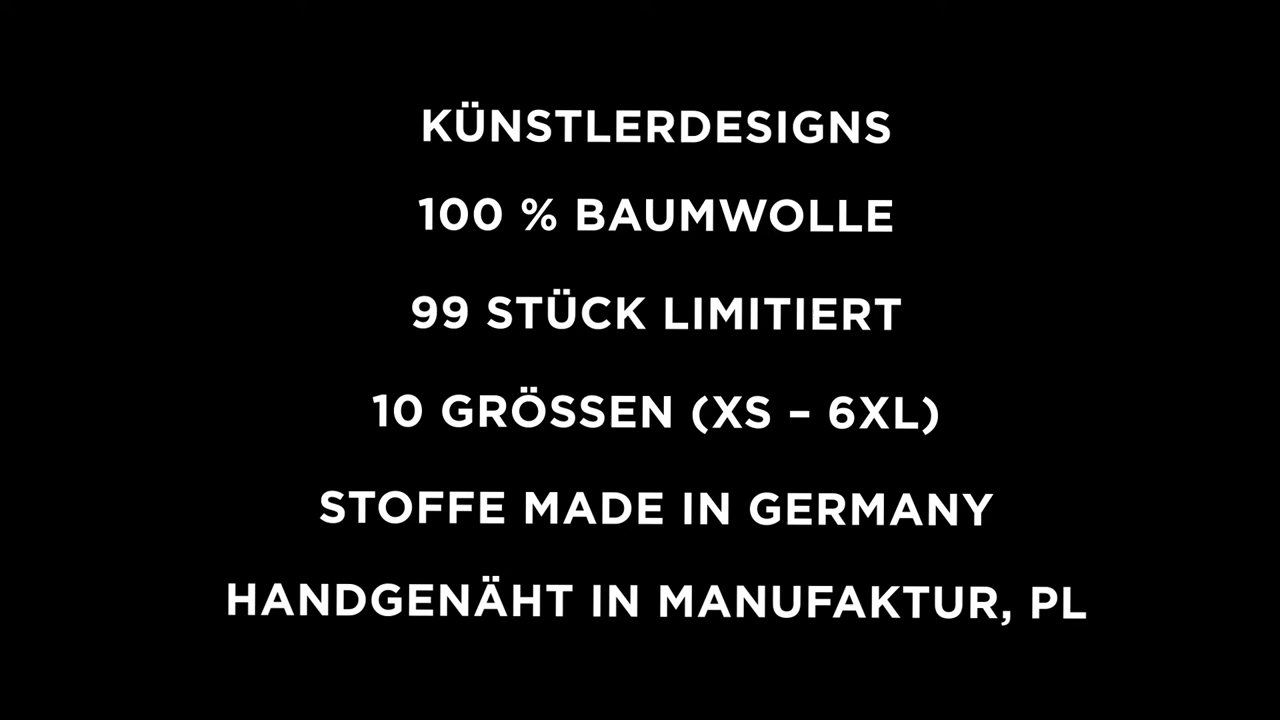 KÜNSTLERDESIGNS
100 % BAUMWOLLE
99 STÜCK LIMITIERT
10 GRÖSSEN (XS – 6XL)
STOFFE MADE IN GERMANY
HANDGENÄHT IN MANUFAKTUR, PL